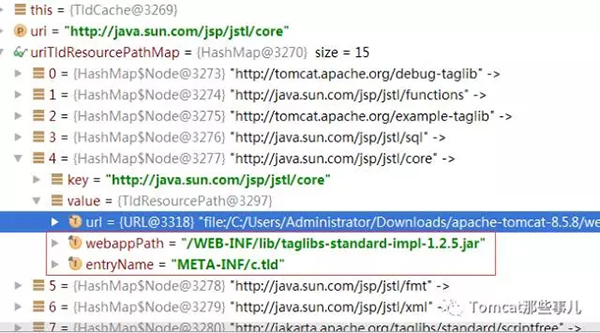 this = {TldCache@3269}
uri = "http://java.sun.com/jsp/jstl/core"
uriTldResourcePathMap = {HashMap@3270} size = 15
0 = {HashMap$Node@3273} "http://tomcat.apache.org/debug-taglib" ->
1 = {HashMap$Node@3274} "http://java.sun.com/jsp/jstl/functions" ->
2 = {HashMap$Node@3275} "http://tomcat.apache.org/example-taglib" ->
3 = {HashMap$Node@3276} "http://java.sun.com/jsp/jstl/sql" ->
4 = {HashMap$Node@3277} "http://java.sun.com/jsp/jstl/core" ->
key = "http://java.sun.com/jsp/jstl/core"
value = {TldResourcePath@3297}
url = {URL@3318} "file:/C:/Users/Administrator/Downloads/apache-tomcat-8.5.8/we
webappPath = "/WEB-INF/lib/taglibs-standard-impl-1.2.5.jar"
entryName = "META-INF/c.tld"
5 = {HashMap$Node@3278} "http://java.sun.com/jsp/jstl/fmt" ->
6 = {HashMap$Node@3279} "http://java.sun.com/jsp/jstl/xml" ->
7 = {HashMap$Node@3280} "http://jakarta.apache.org/taglibs/standard/scriptfree" ->
Tomcat那些事儿